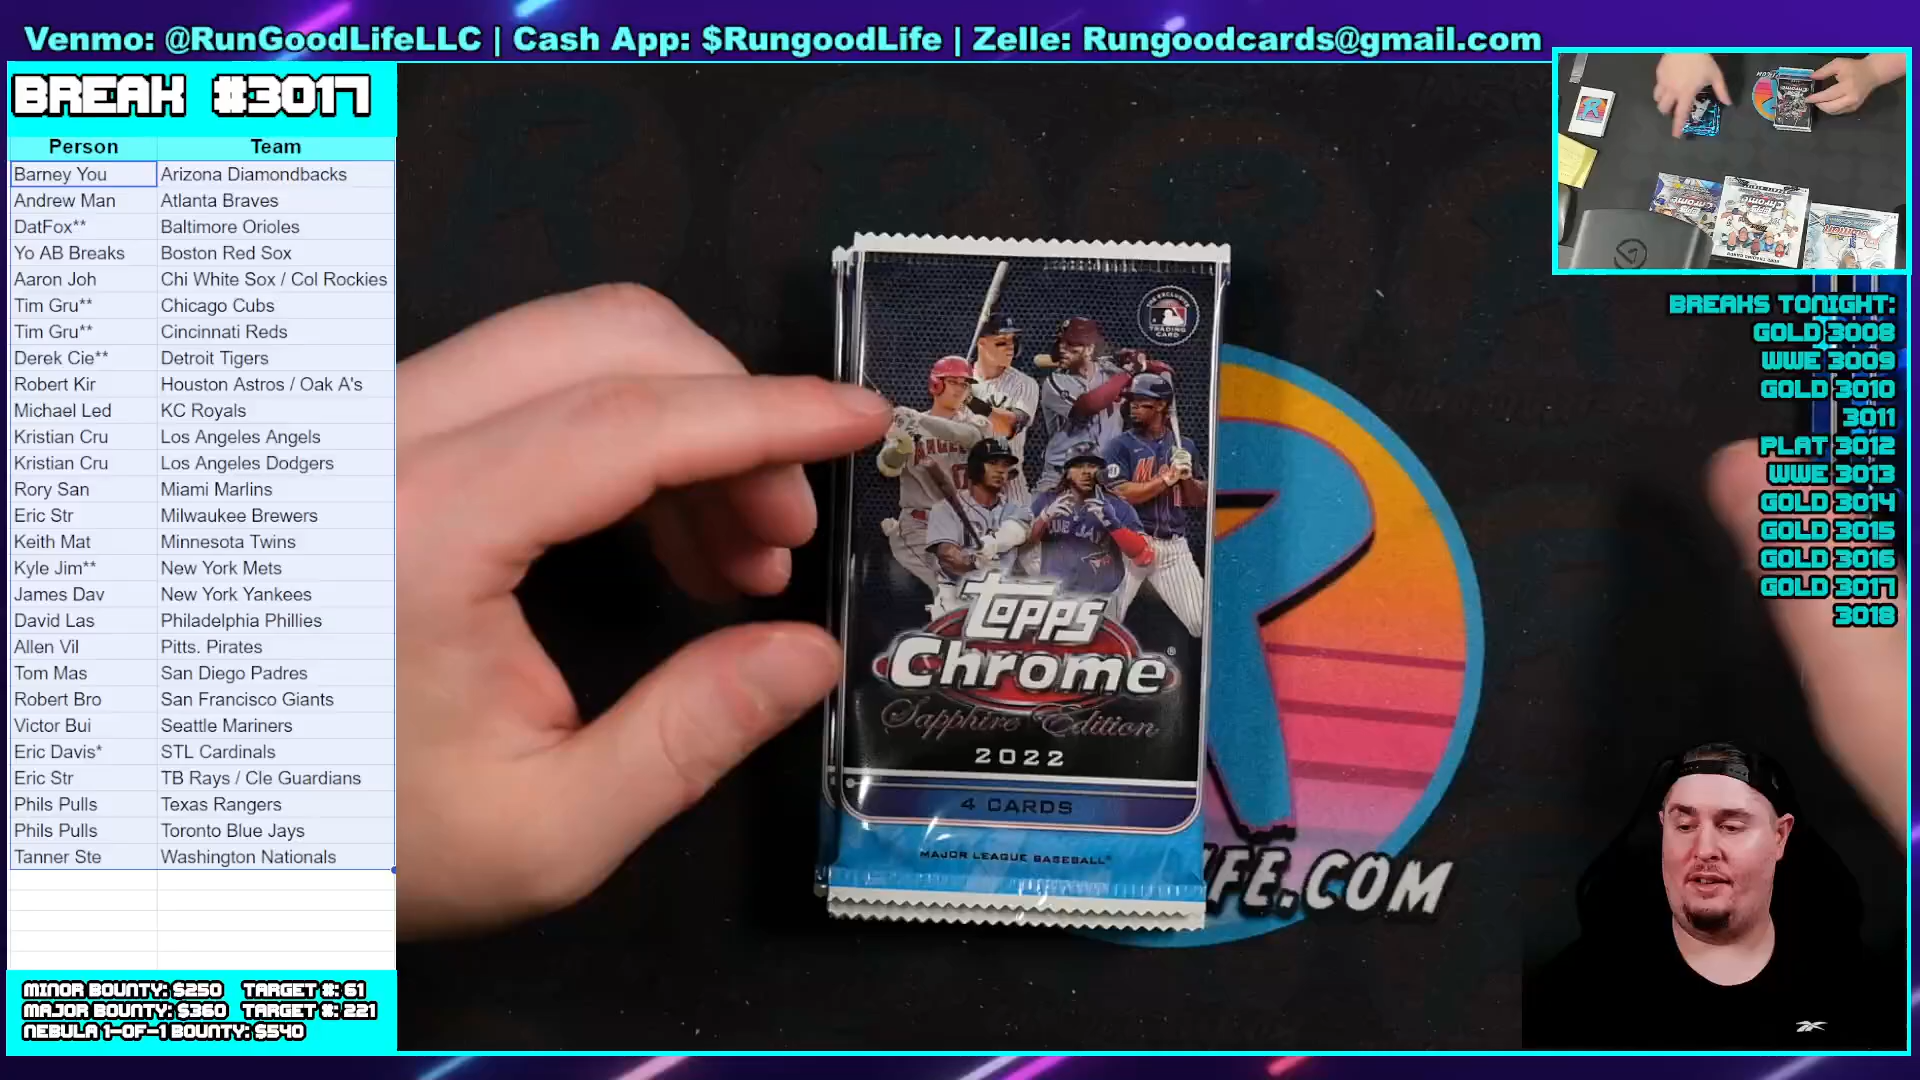 Venmo: @RunGoodLifeLLC | Cash App: $RungoodLife | Zelle: Rungoodcards@gmail.com
BREAK #3017
Person Team
Barney You Arizona Diamondbacks
Andrew Man Atlanta Braves
DatFox** Baltimore Orioles
Yo AB Breaks Boston Red Sox
Aaron Joh Chi White Sox / Col Rockies
Tim Gru** Chicago Cubs
Tim Gru** Cincinnati Reds
Derek Cie** Detroit Tigers
Robert Kir Houston Astros / Oak A's
Michael Led KC Royals
Kristian Cru Los Angeles Angels
Kristian Cru Los Angeles Dodgers
Rory San Miami Marlins
Eric Str Milwaukee Brewers
Keith Mat Minnesota Twins
Kyle Jim** New York Mets
James Dav New York Yankees
David Las Philadelphia Phillies
Allen Vil Pitts. Pirates
Tom Mas San Diego Padres
Robert Bro San Francisco Giants
Victor Bui Seattle Mariners
Eric Davis* STL Cardinals
Eric Str TB Rays / Cle Guardians
Phils Pulls Texas Rangers
Phils Pulls Toronto Blue Jays
Tanner Ste Washington Nationals
MINOR BOUNTY: $250 TARGET #: 61
MAJOR BOUNTY: $360 TARGET #: 221
NEBULA 1-OF-1 BOUNTY: $540
THE EXCLUSIVE
TRADING CARD
ANGELS
BLUE JAYS
Topps
Chrome®
Sapphire Edition
2022
4 CARDS
MAJOR LEAGUE BASEBALL®
R
IFE.COM
BREAKS TONIGHT:
GOLD 3008
WWE 3009
GOLD 3010
3011
PLAT 3012
WWE 3013
GOLD 3014
GOLD 3015
GOLD 3016
GOLD 3017
3018